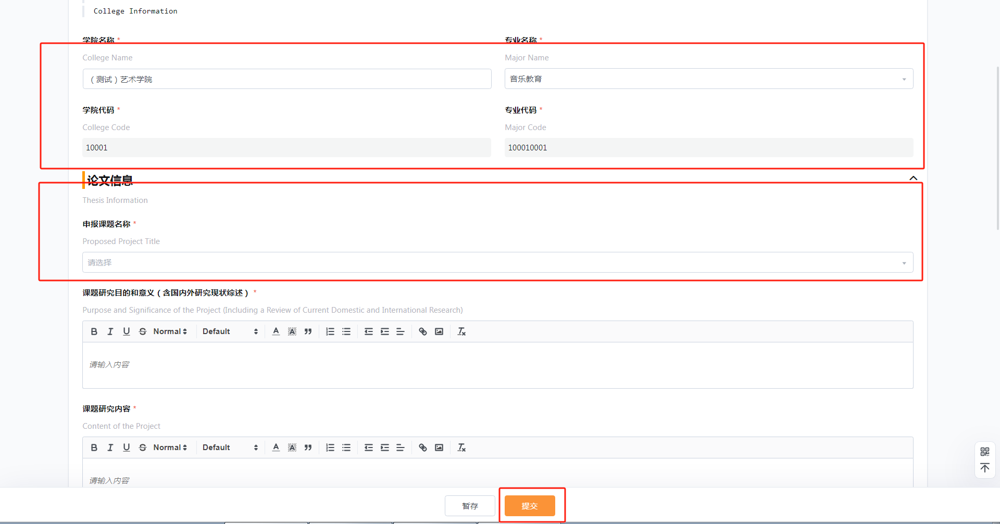 College Information
学院名称 *
专业名称 *
College Name
Major Name
（测试）艺术学院
音乐教育
学院代码 *
专业代码 *
College Code
Major Code
10001
100010001
论文信息
Thesis Information
申报课题名称 *
Proposed Project Title
请选择
课题研究目的和意义（含国内外研究现状综述） *
Purpose and Significance of the Project (Including a Review of Current Domestic and International Research)
Normal Default
请输入内容
课题研究内容 *
Content of the Project
Normal Default
请输入内容
暂存
提交